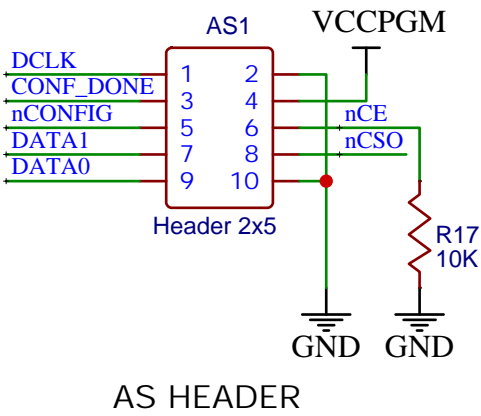 AS1
VCCPGM
DCLK
1
2
CONF_DONE
3
4
nCONFIG
5
6
nCE
DATA1
7
8
nCSO
DATA0
9
10
Header 2x5
R17
10K
GND
GND
AS HEADER